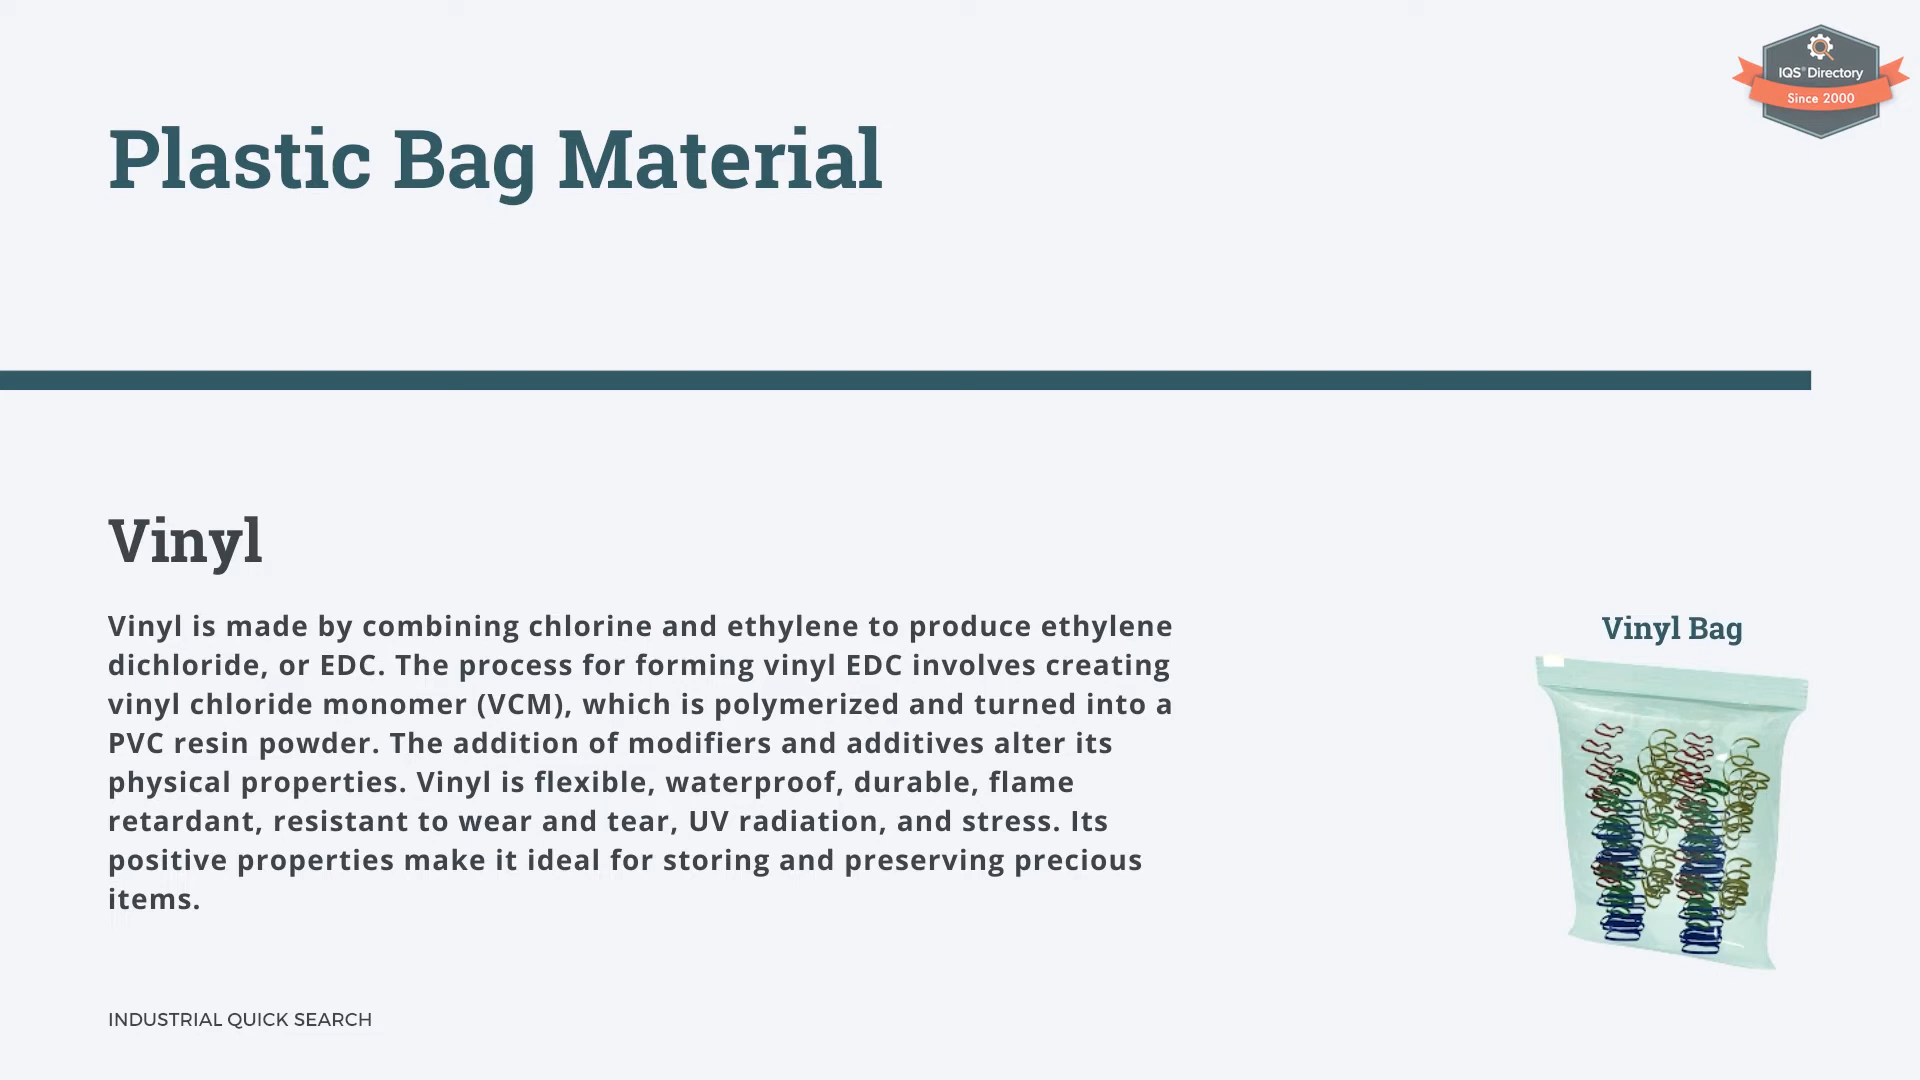 IQS® Directory
Since 2000
Plastic Bag Material
Vinyl
Vinyl is made by combining chlorine and ethylene to produce ethylene
dichloride, or EDC. The process for forming vinyl EDC involves creating
vinyl chloride monomer (VCM), which is polymerized and turned into a
PVC resin powder. The addition of modifiers and additives alter its
physical properties. Vinyl is flexible, waterproof, durable, flame
retardant, resistant to wear and tear, UV radiation, and stress. Its
positive properties make it ideal for storing and preserving precious
items.
Vinyl Bag
INDUSTRIAL QUICK SEARCH